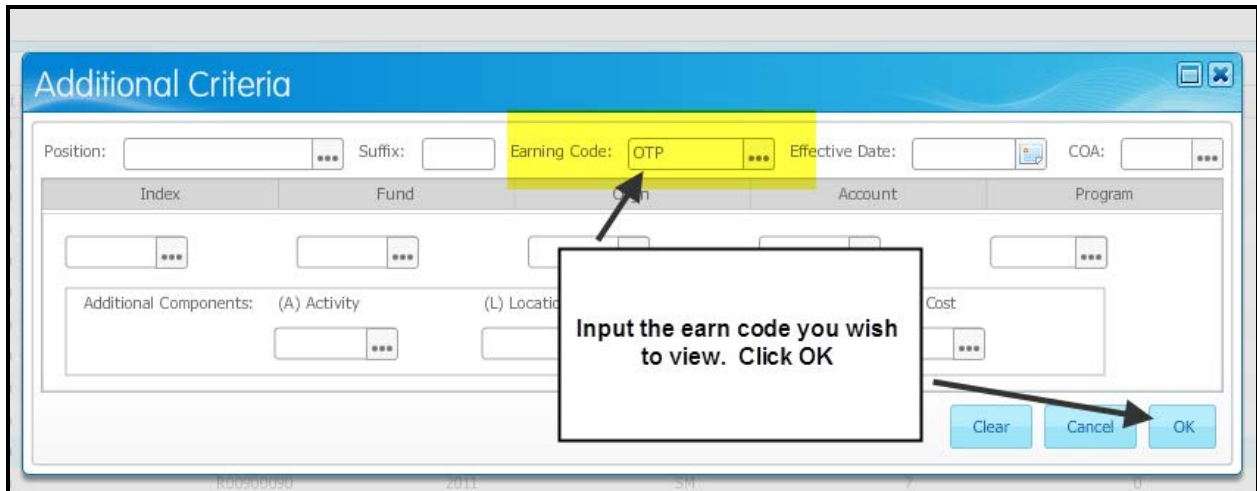 Additional Criteria
Position: ... Suffix: Earning Code: OTP ... Effective Date: COA: ...
Index Fund Account Program
... ... ...
Additional Components: (A) Activity (L) Cost
... ...
Input the earn code you wish
to view. Click OK
Clear Cancel OK
R00900090 2011 SM 7 0